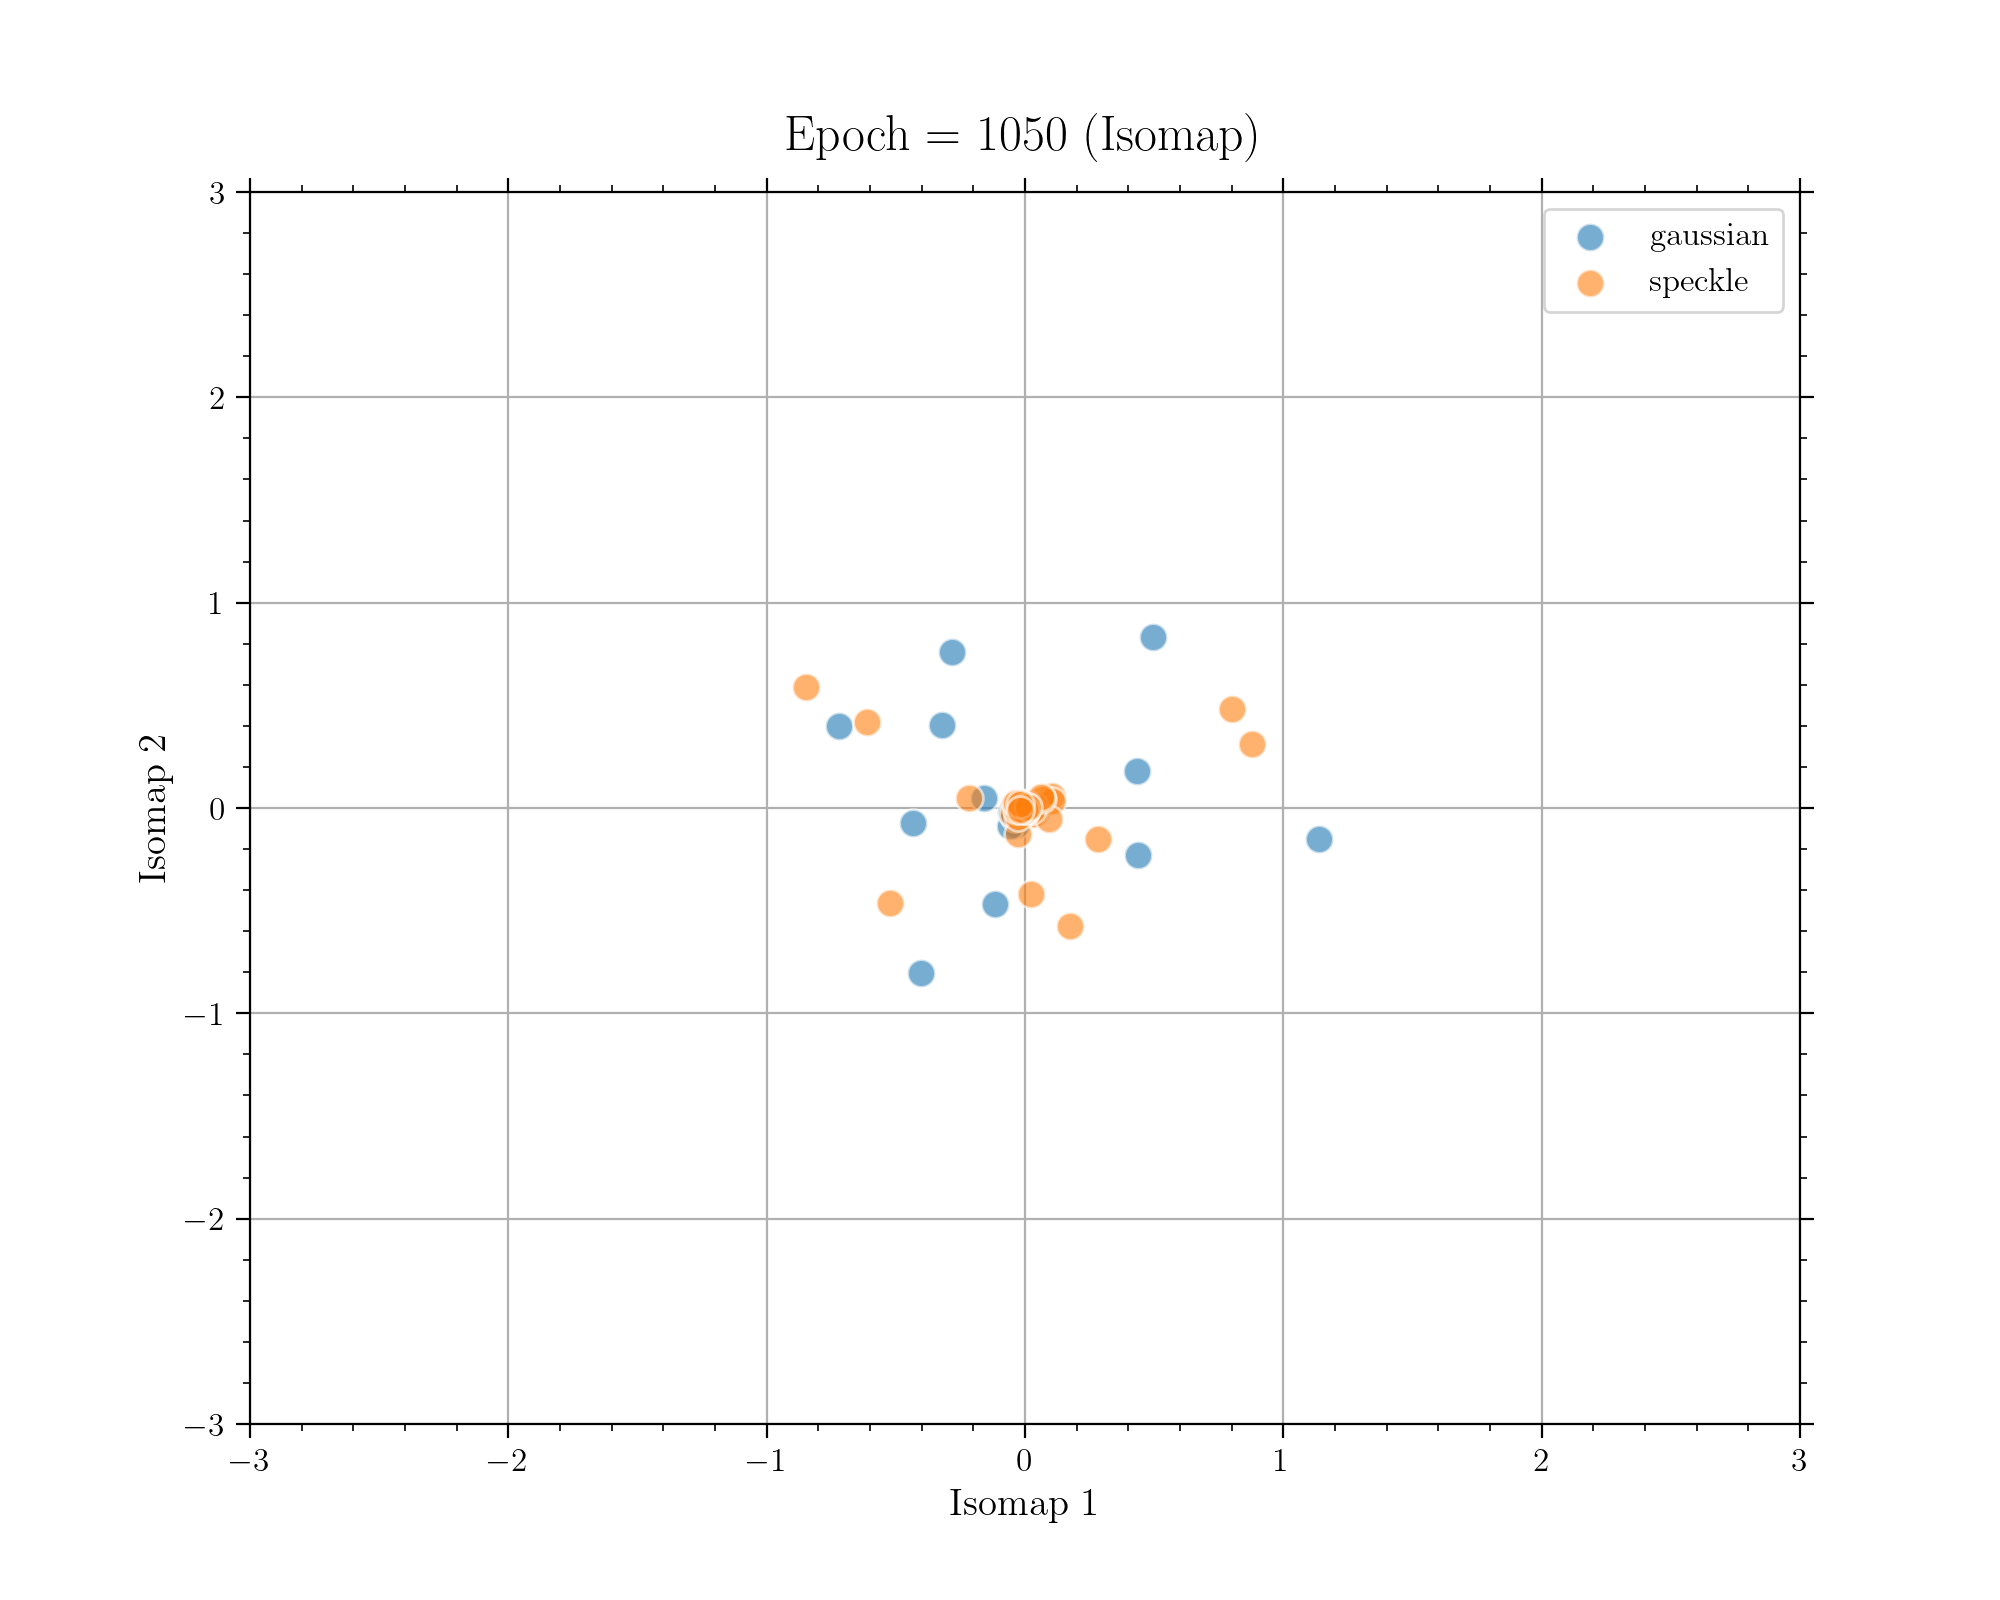 Epoch = 1050 (Isomap)
gaussian
speckle
3
2
1
0
−1
−2
−3
Isomap 2
−3
−2
−1
0
1
2
3
Isomap 1